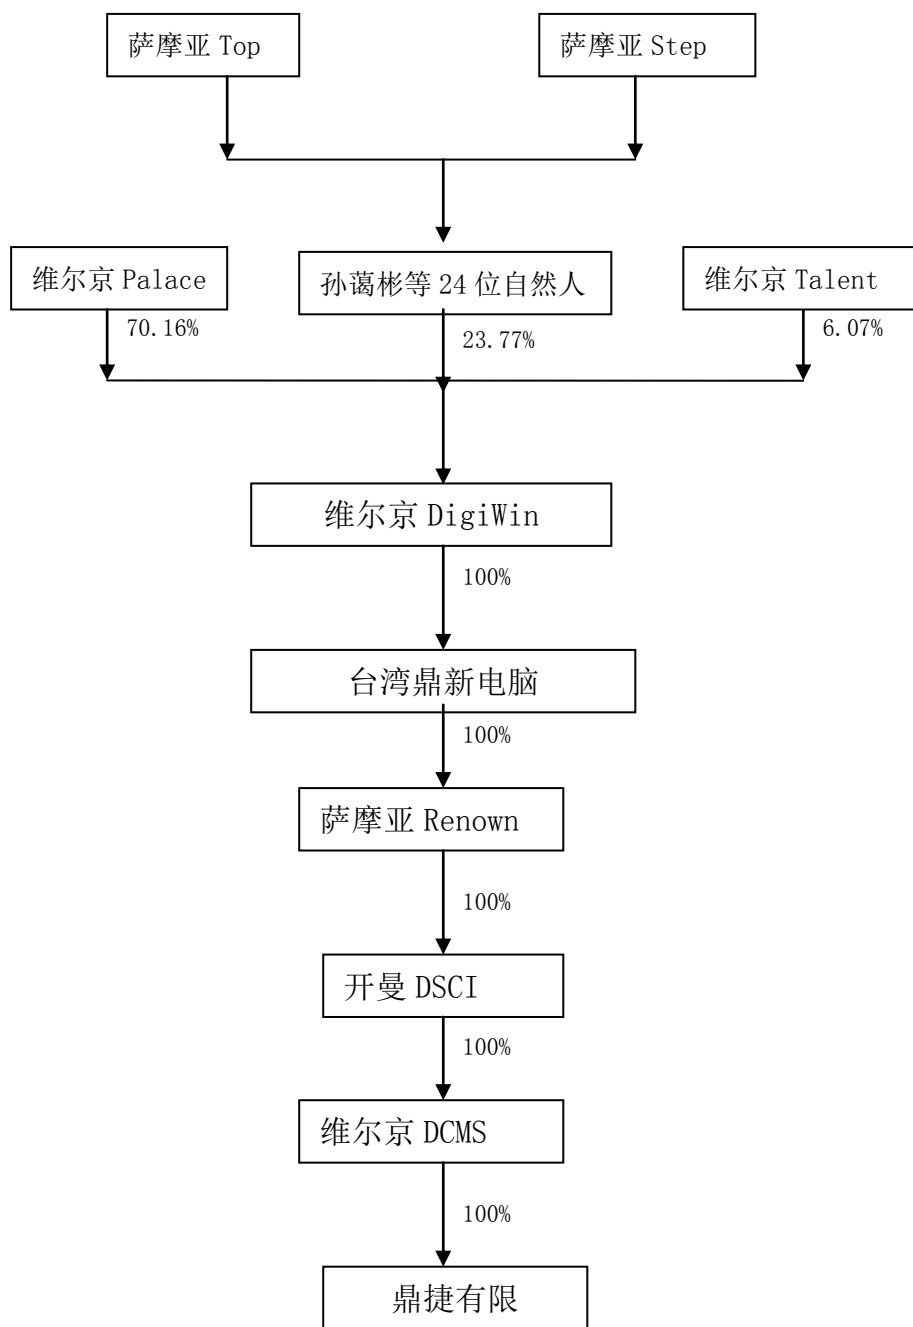 萨摩亚 Top
萨摩亚 Step
维尔京 Palace
孙蔼彬等 24 位自然人
维尔京 Talent
70.16%
23.77%
6.07%
维尔京 DigiWin
100%
台湾鼎新电脑
100%
萨摩亚 Renown
100%
开曼 DSCI
100%
维尔京 DCMS
100%
鼎捷有限